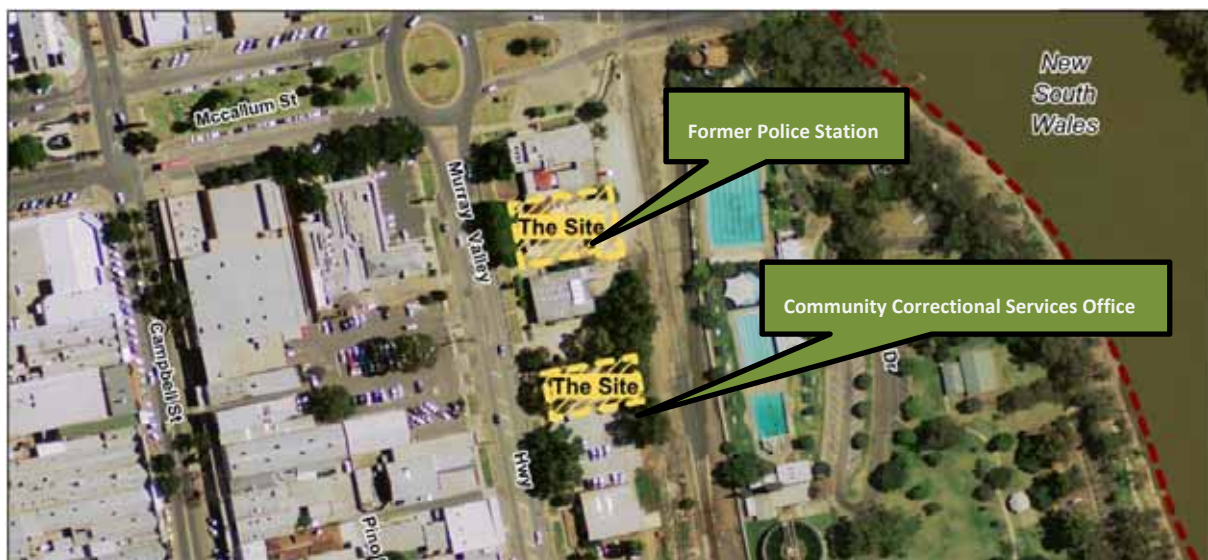 New
South
Wales
Mccallum St
Former Police Station
Murray Valley
The Site
Community Correctional Services Office
Campbell St
Dr
The Site
Hwy